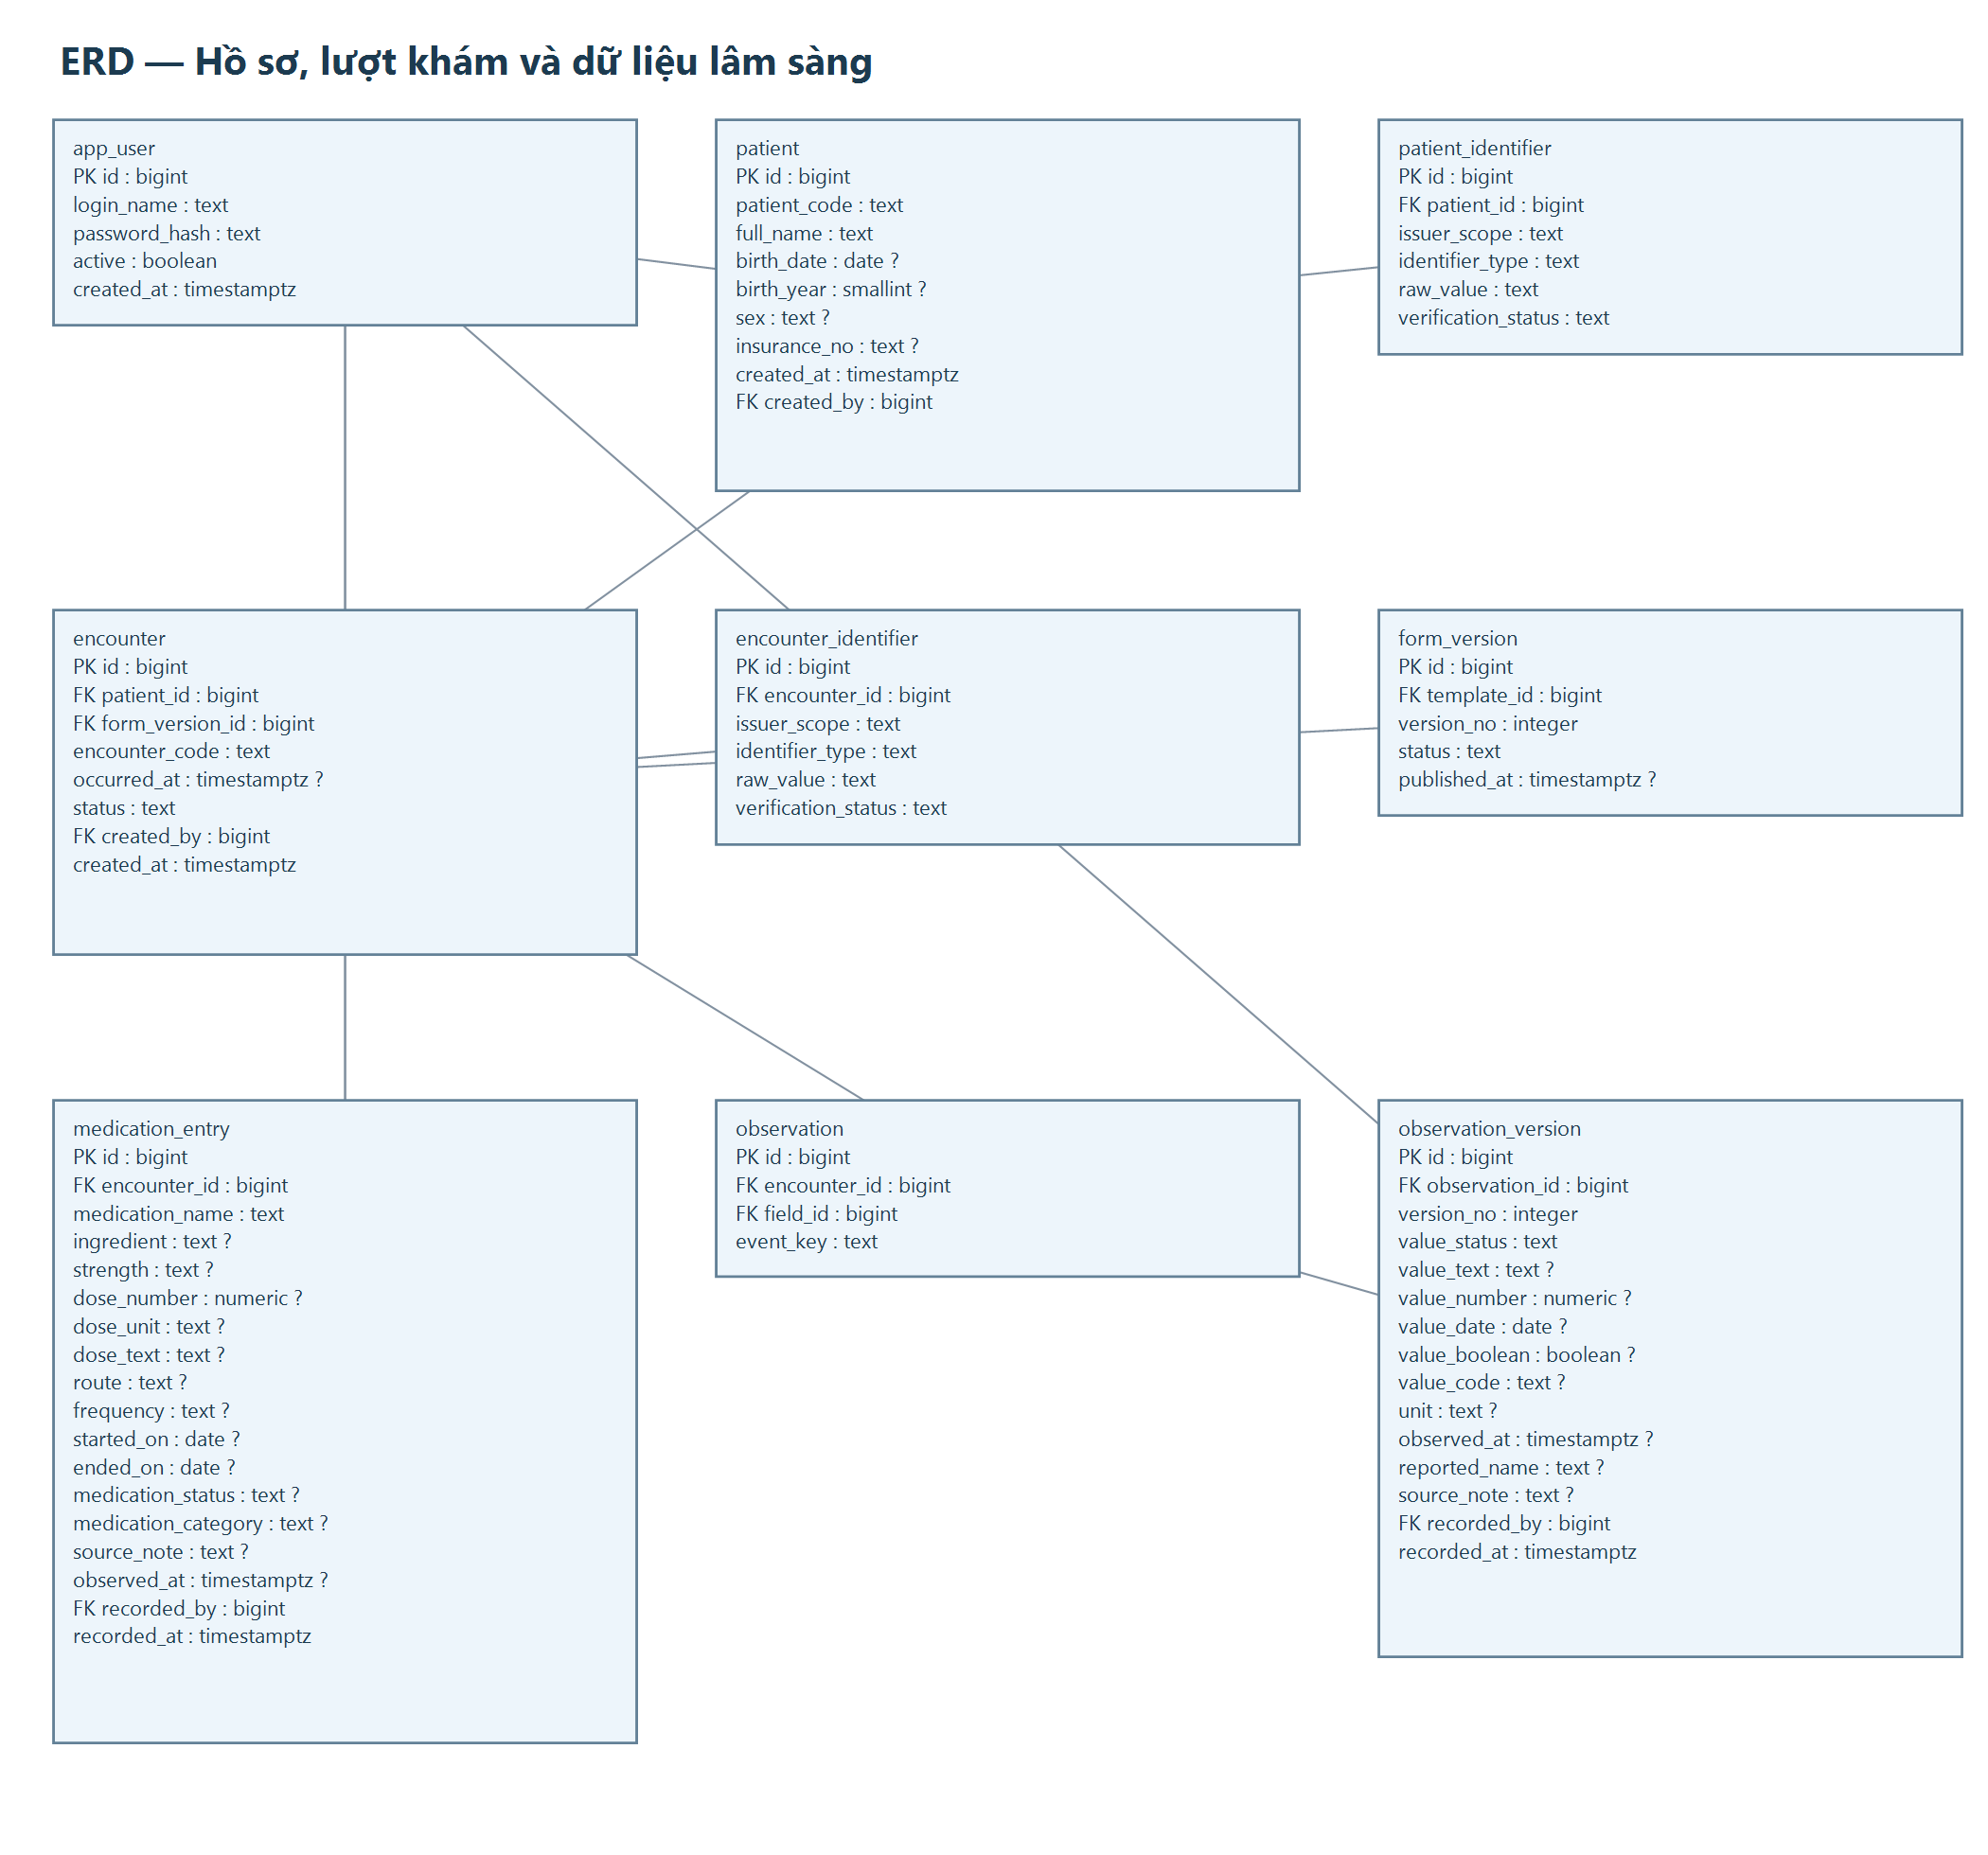 ERD — Hồ sơ, lượt khám và dữ liệu lâm sàng
app_user
PK id : bigint
login_name : text
password_hash : text
active : boolean
created_at : timestamptz
patient
PK id : bigint
patient_code : text
full_name : text
birth_date : date ?
birth_year : smallint ?
sex : text ?
insurance_no : text ?
created_at : timestamptz
FK created_by : bigint
patient_identifier
PK id : bigint
FK patient_id : bigint
issuer_scope : text
identifier_type : text
raw_value : text
verification_status : text
encounter
PK id : bigint
FK patient_id : bigint
FK form_version_id : bigint
encounter_code : text
occurred_at : timestamptz ?
status : text
FK created_by : bigint
created_at : timestamptz
encounter_identifier
PK id : bigint
FK encounter_id : bigint
issuer_scope : text
identifier_type : text
raw_value : text
verification_status : text
form_version
PK id : bigint
FK template_id : bigint
version_no : integer
status : text
published_at : timestamptz ?
medication_entry
PK id : bigint
FK encounter_id : bigint
medication_name : text
ingredient : text ?
strength : text ?
dose_number : numeric ?
dose_unit : text ?
dose_text : text ?
route : text ?
frequency : text ?
started_on : date ?
ended_on : date ?
medication_status : text ?
medication_category : text ?
source_note : text ?
observed_at : timestamptz ?
FK recorded_by : bigint
recorded_at : timestamptz
observation
PK id : bigint
FK encounter_id : bigint
FK field_id : bigint
event_key : text
observation_version
PK id : bigint
FK observation_id : bigint
version_no : integer
value_status : text
value_text : text ?
value_number : numeric ?
value_date : date ?
value_boolean : boolean ?
value_code : text ?
unit : text ?
observed_at : timestamptz ?
reported_name : text ?
source_note : text ?
FK recorded_by : bigint
recorded_at : timestamptz